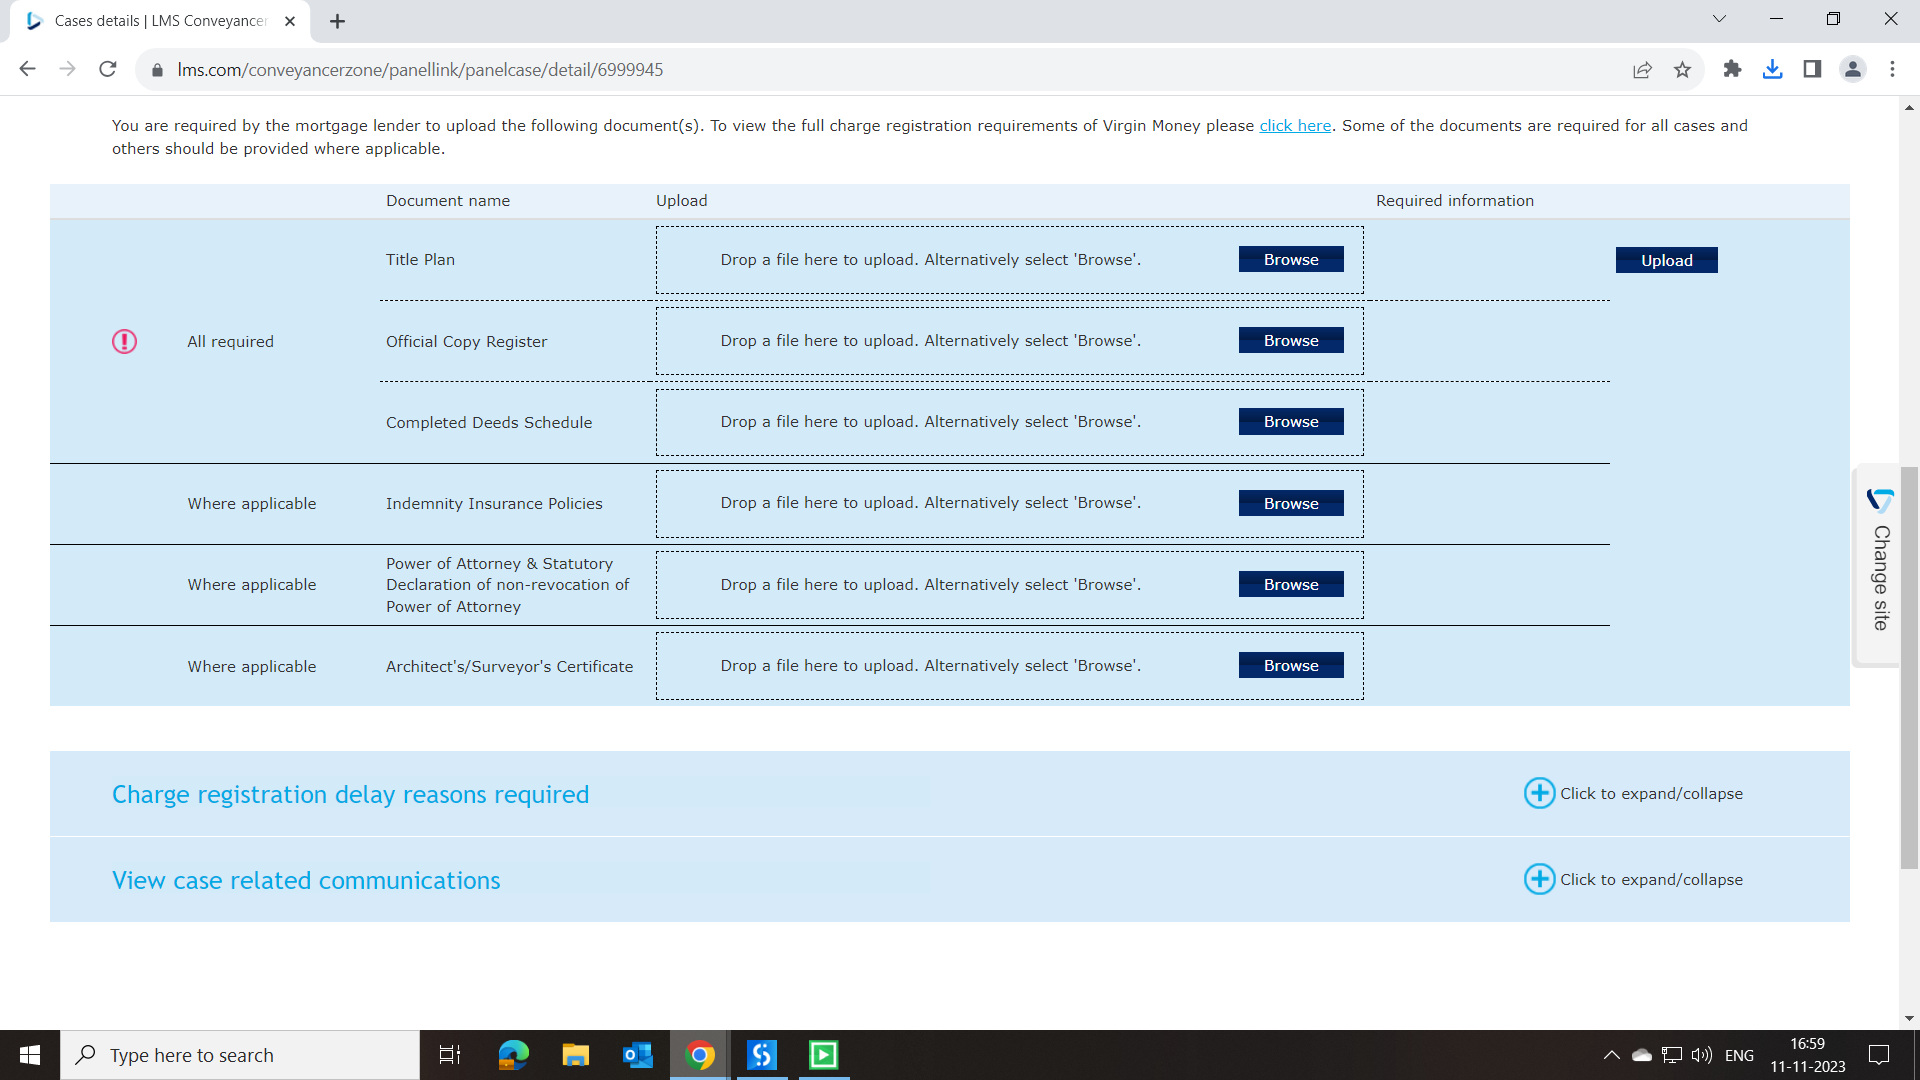 Cases details | LMS Conveyancer
lms.com/conveyancerzone/panellink/panelcase/detail/6999945
You are required by the mortgage lender to upload the following document(s). To view the full charge registration requirements of Virgin Money please click here. Some of the documents are required for all cases and
others should be provided where applicable.
Document name Upload Required information
Title Plan Drop a file here to upload. Alternatively select 'Browse'. Browse Upload
All required Official Copy Register Drop a file here to upload. Alternatively select 'Browse'. Browse
Completed Deeds Schedule Drop a file here to upload. Alternatively select 'Browse'. Browse
Where applicable Indemnity Insurance Policies Drop a file here to upload. Alternatively select 'Browse'. Browse
Power of Attorney & Statutory
Where applicable Declaration of non-revocation of Drop a file here to upload. Alternatively select 'Browse'. Browse
Power of Attorney
Where applicable Architect's/Surveyor's Certificate Drop a file here to upload. Alternatively select 'Browse'. Browse
Change site
Charge registration delay reasons required Click to expand/collapse
View case related communications Click to expand/collapse
Type here to search
ENG
16:59
11-11-2023